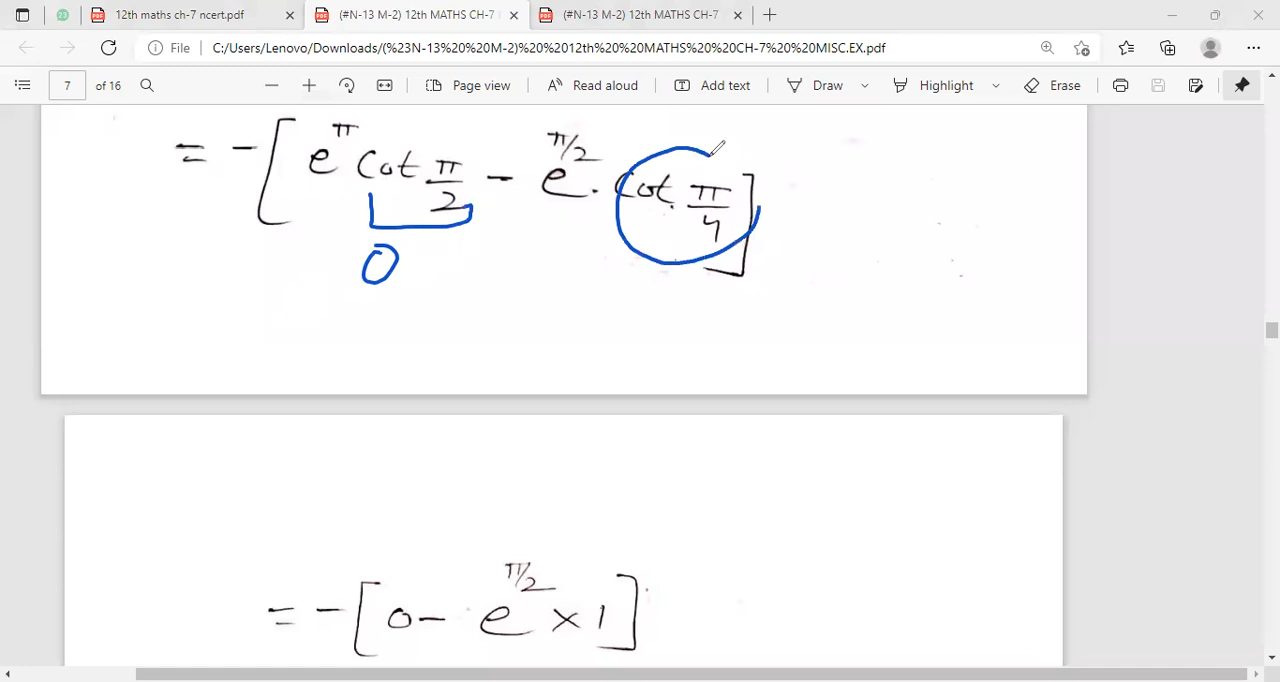 12th maths ch-7 ncert.pdf
(#N-13 M-2) 12th MATHS CH-7
(#N-13 M-2) 12th MATHS CH-7
File C:/Users/Lenovo/Downloads/(%23N-13%20%20M-2)%20%2012th%20%20MATHS%20%20CH-7%20%20MISC.EX.pdf
7 of 16 Page view Read aloud Add text Draw Highlight Erase
= - [ e^π cot π/2 - e^π/2 . cot π/4 ]
0
= - [ 0 - e^π/2 × 1 ]